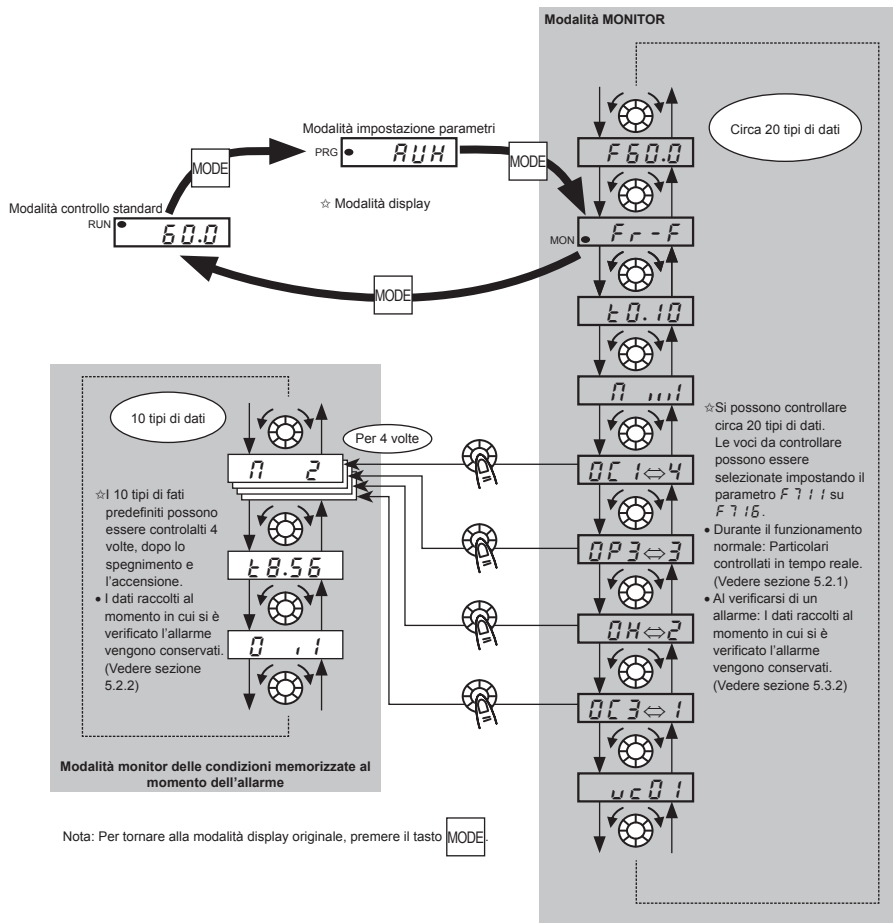 Modalità MONITOR
Modalità impostazione parametri
PRG
AUH
MODE
MODE
Modalità controllo standard
RUN
60.0
☆ Modalità display
MODE
Circa 20 tipi di dati
F60.0
MON
Fr-F
t0.10
n ,,,1
OC1⇔4
OP3⇔3
OH⇔2
OC3⇔1
uc01
☆Si possono controllare
circa 20 tipi di dati.
Le voci da controllare
possono essere
selezionate impostando il
parametro F711 su
F716.
• Durante il funzionamento
normale: Particolari
controllati in tempo reale.
(Vedere sezione 5.2.1)
• Al verificarsi di un
allarme: I dati raccolti al
momento in cui si è
verificato l'allarme
vengono conservati.
(Vedere sezione 5.3.2)
10 tipi di dati
Per 4 volte
n 2
t8.56
0 ,1
☆I 10 tipi di fati
predefiniti possono
essere controlalti 4
volte, dopo lo
spegnimento e
l'accensione.
• I dati raccolti al
momento in cui si è
verificato l'allarme
vengono conservati.
(Vedere sezione
5.2.2)
Modalità monitor delle condizioni memorizzate al
momento dell'allarme
Nota: Per tornare alla modalità display originale, premere il tasto MODE.